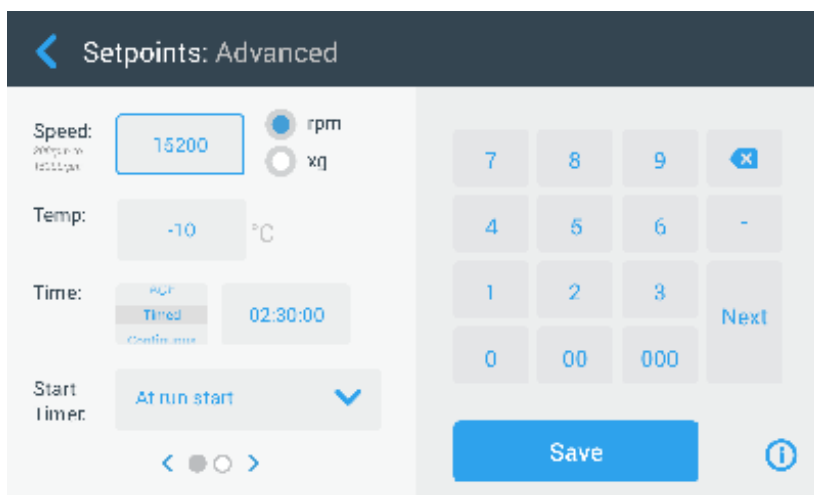 Setpoints: Advanced
Speed:
15200
rpm
xg
Temp:
-10
°C
Time:
Timed
Continuous
02:30:00
Start
Timer:
At run start
7 8 9
4 5 6 -
1 2 3
Next
0 00 000
Save